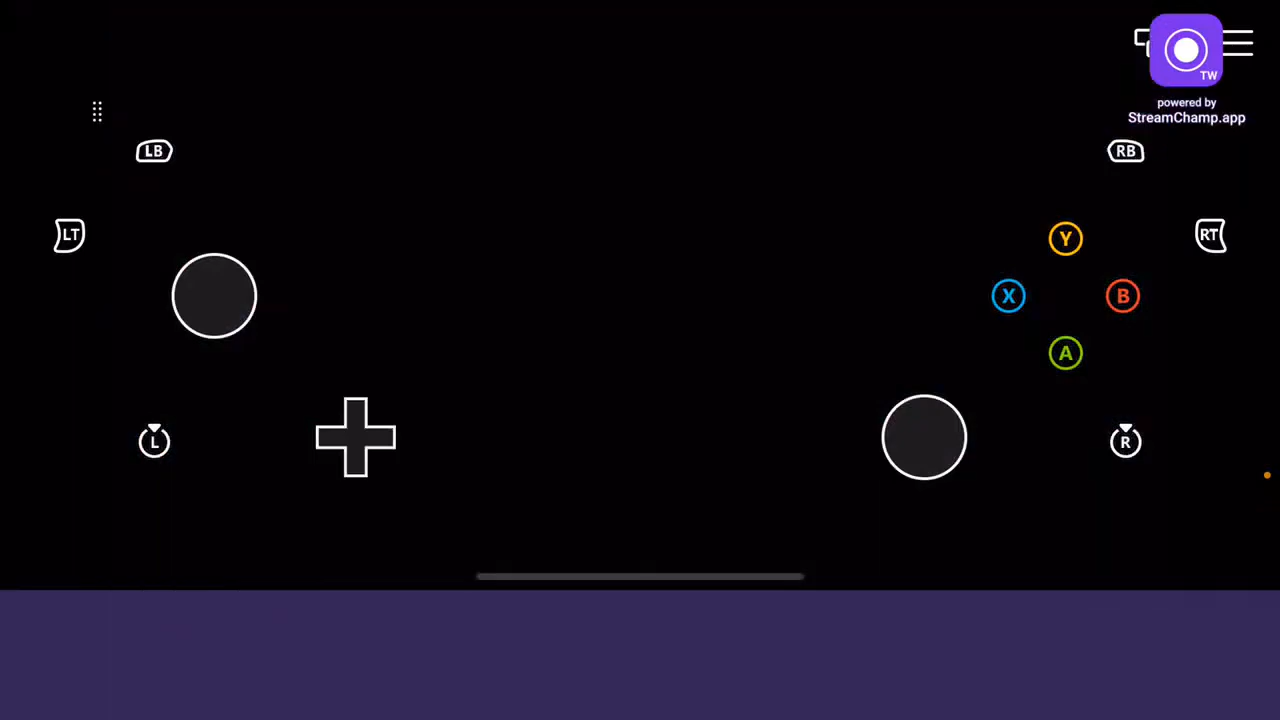 TW
powered by
StreamChamp.app
LB
RB
LT
RT
Y
X
B
A
L
R